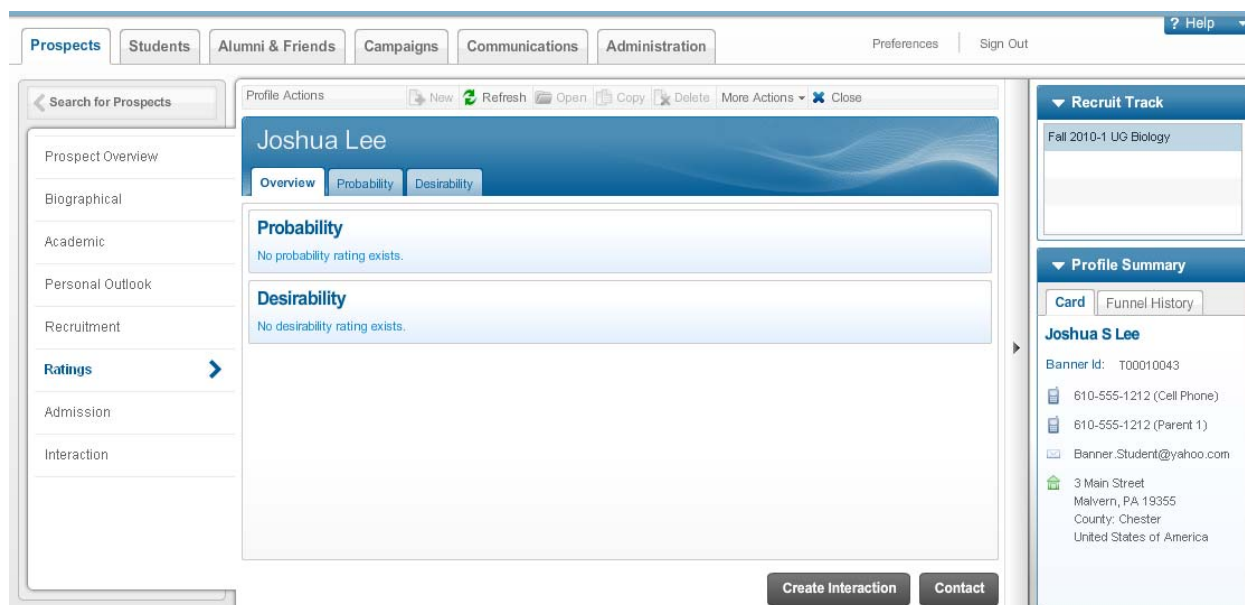 ? Help
Prospects Students Alumni & Friends Campaigns Communications Administration Preferences Sign Out
Search for Prospects
Prospect Overview
Biographical
Academic
Personal Outlook
Recruitment
Ratings
Admission
Interaction
Profile Actions New Refresh Open Copy Delete More Actions Close
Joshua Lee
Overview Probability Desirability
Probability
No probability rating exists.
Desirability
No desirability rating exists.
Create Interaction Contact
Recruit Track
Fall 2010-1 UG Biology
Profile Summary
Card Funnel History
Joshua S Lee
Banner Id: T00010043
610-555-1212 (Cell Phone)
610-555-1212 (Parent 1)
Banner.Student@yahoo.com
3 Main Street
Malvern, PA 19355
County: Chester
United States of America